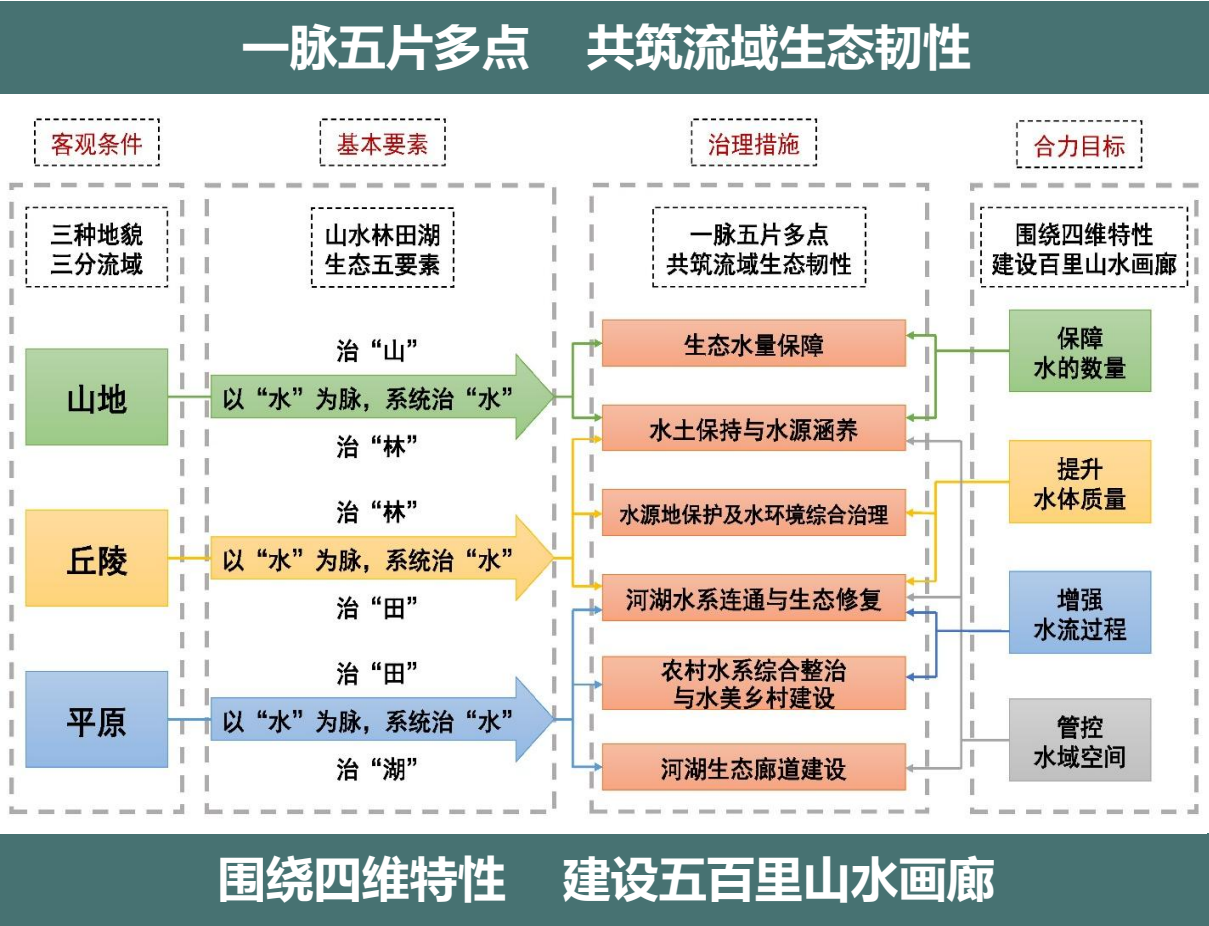 一脉五片多点 共筑流域生态韧性
客观条件
基本要素
治理措施
合力目标
三种地貌
三分流域
山水林田湖
生态五要素
一脉五片多点
共筑流域生态韧性
围绕四维特性
建设百里山水画廊
山地
治“山”
以“水”为脉，系统治“水”
治“林”
丘陵
治“林”
以“水”为脉，系统治“水”
治“田”
平原
治“田”
以“水”为脉，系统治“水”
治“湖”
生态水量保障
水土保持与水源涵养
水源地保护及水环境综合治理
河湖水系连通与生态修复
农村水系综合整治
与水美乡村建设
河湖生态廊道建设
保障
水的数量
提升
水体质量
增强
水流过程
管控
水域空间
围绕四维特性 建设五百里山水画廊